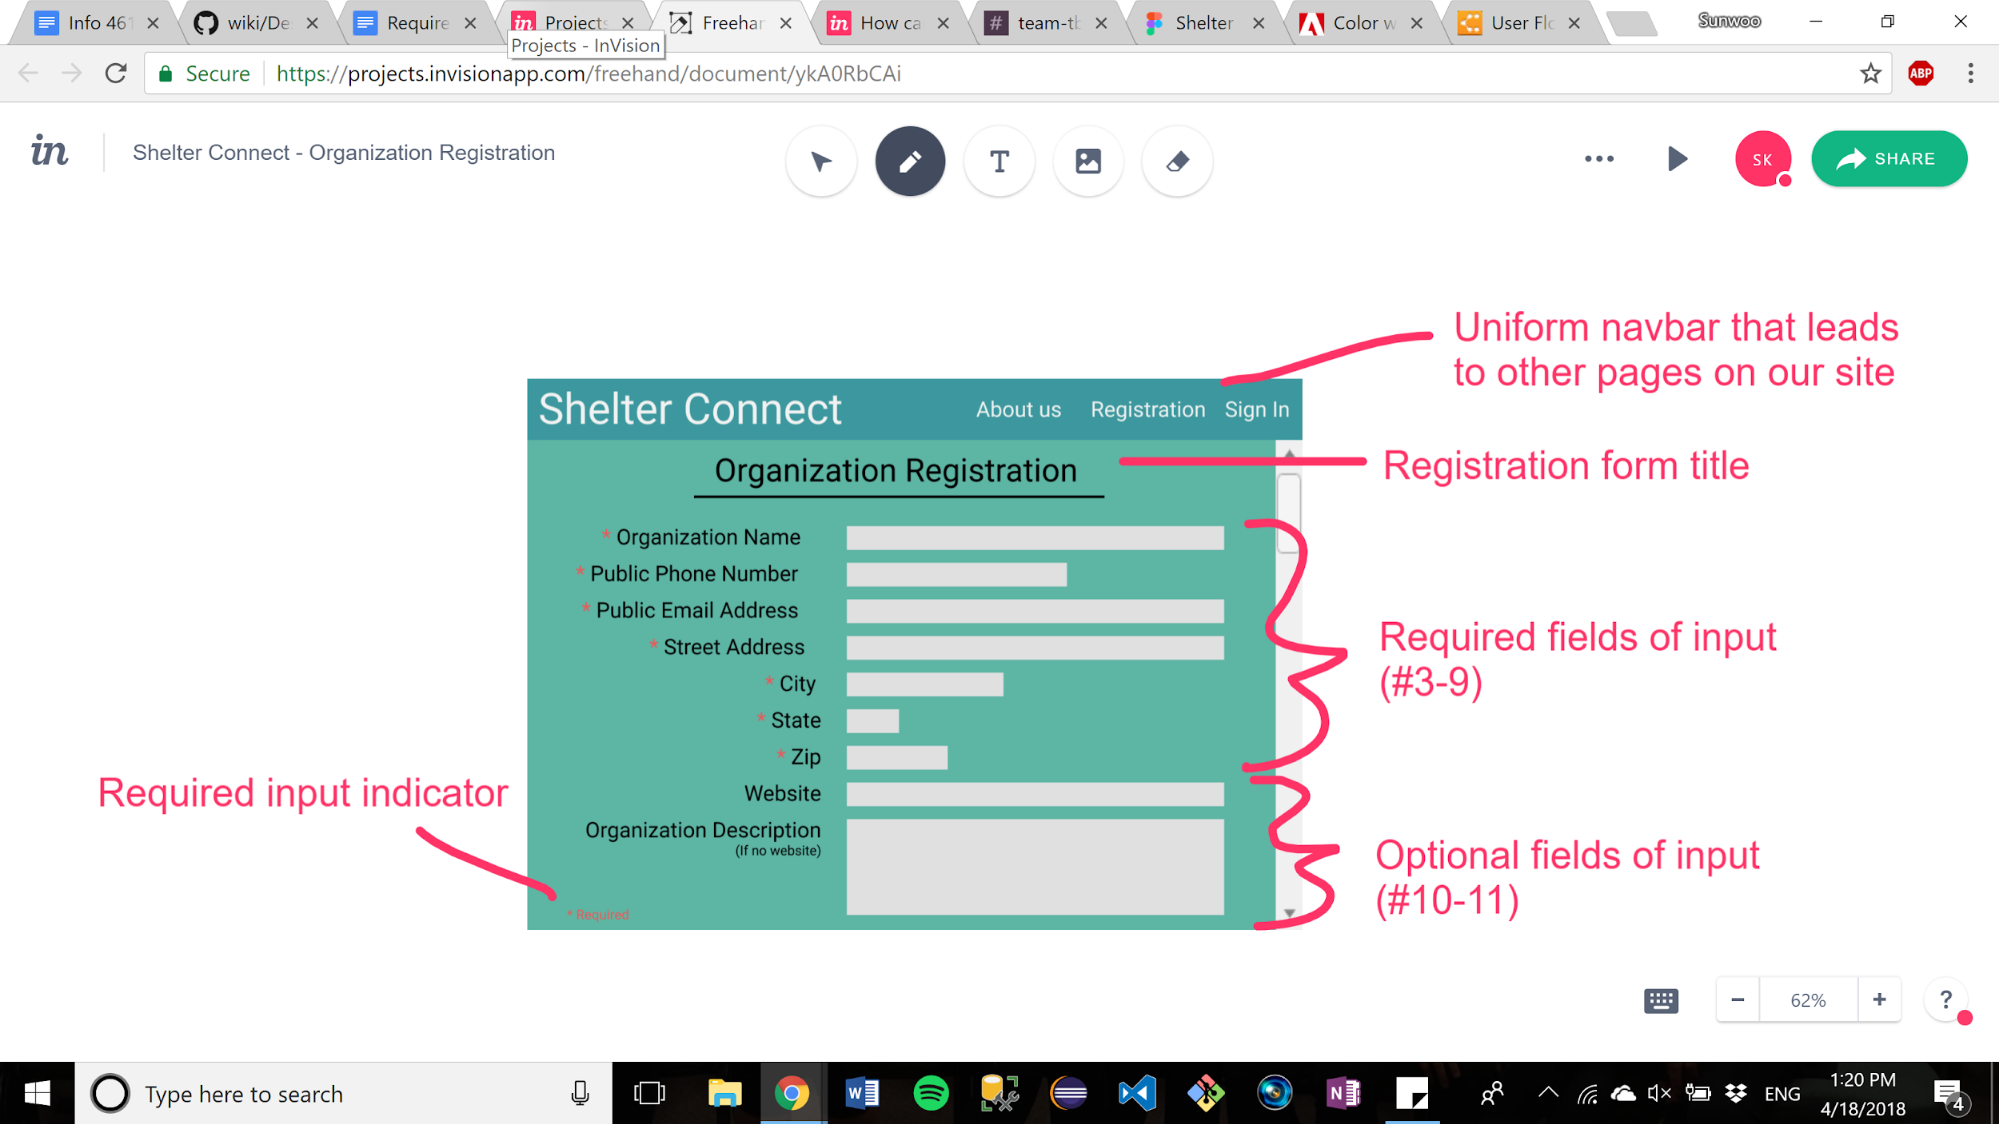 Info 461
wiki/De
Require
in Projects
Freehan
in How ca
# team-tb
Shelter
Color w
User Flo
Sunwoo
Projects - InVision
Secure
https://projects.invisionapp.com/freehand/document/ykA0RbCAi
ABP
in
Shelter Connect - Organization Registration
T
SK
SHARE
Uniform navbar that leads
to other pages on our site
Shelter Connect
About us
Registration
Sign In
Organization Registration
Registration form title
* Organization Name
* Public Phone Number
* Public Email Address
* Street Address
* City
* State
* Zip
Website
Organization Description
(If no website)
* Required
Required fields of input
(#3-9)
Required input indicator
Optional fields of input
(#10-11)
62%
?
Type here to search
ENG
1:20 PM
4/18/2018
4